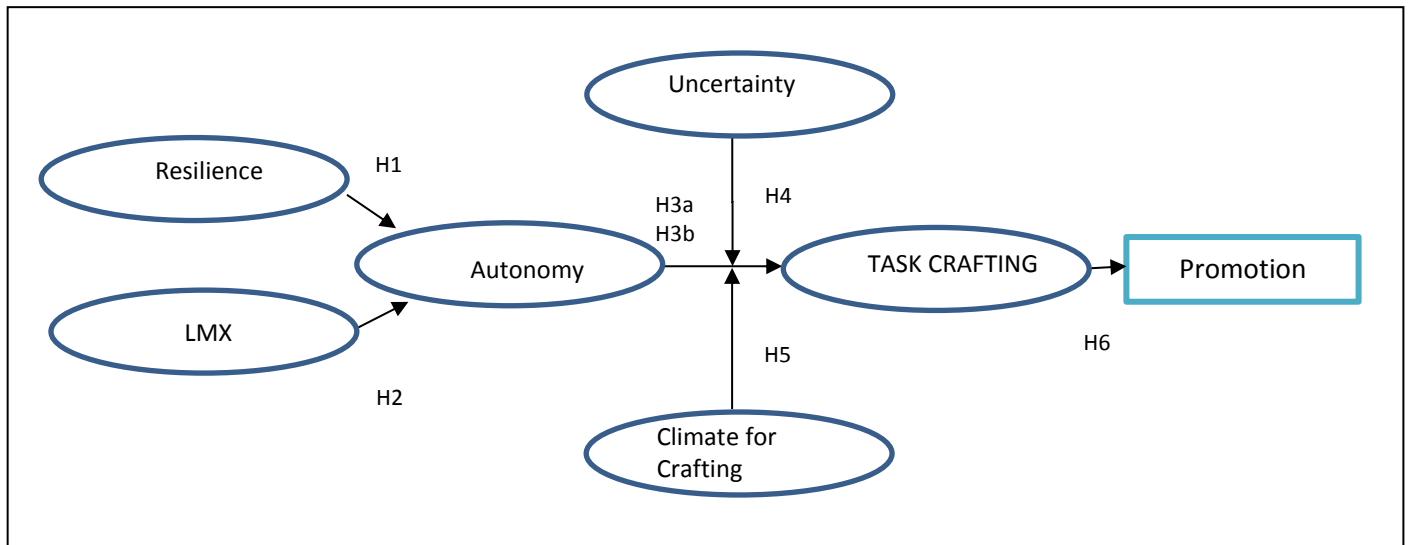 Uncertainty
Resilience
H1
H3a
H3b
H4
Autonomy
TASK CRAFTING
Promotion
LMX
H2
H5
H6
Climate for
Crafting